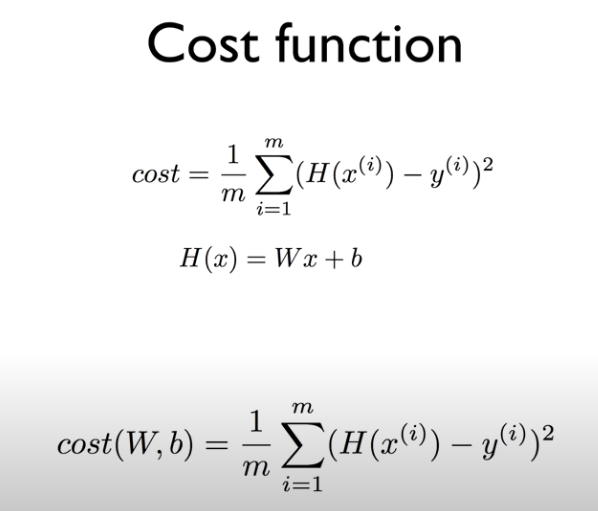 Cost function
$cost = \frac{1}{m} \sum_{i=1}^{m} (H(x^{(i)}) - y^{(i)})^2$
$H(x) = Wx + b$
$cost(W, b) = \frac{1}{m} \sum_{i=1}^{m} (H(x^{(i)}) - y^{(i)})^2$